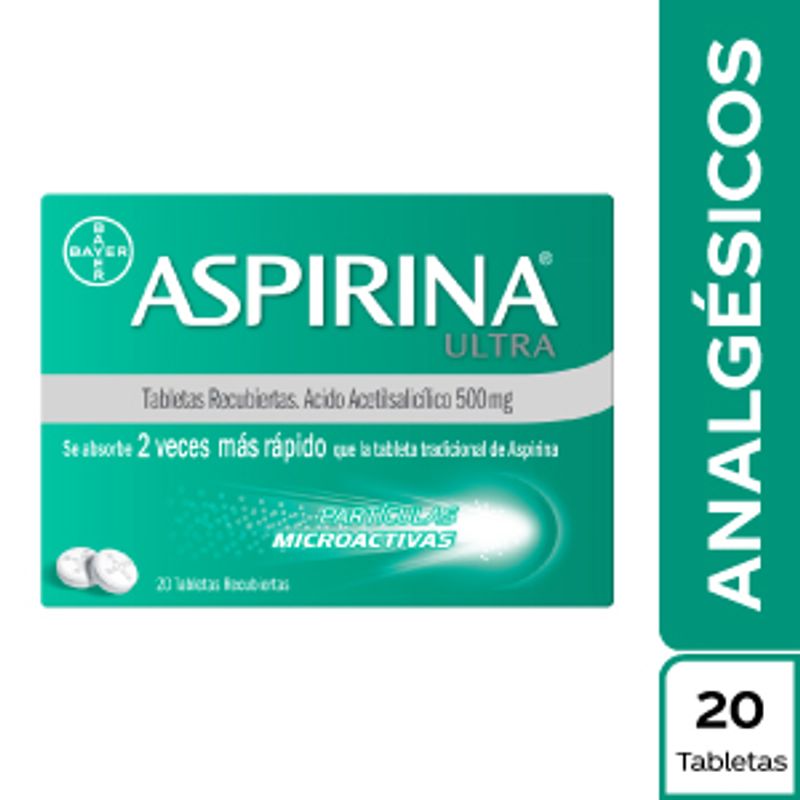 BAYER
BAYER
ASPIRINA®
ULTRA
Tabletas Recubiertas. Acido Acetilsalicílico 500mg
Se absorbe 2 veces más rápido que la tableta tradicional de Aspirina
PARTÍCULAS
MICROACTIVAS
20 Tabletas Recubiertas
ANALGÉSICOS
20
Tabletas